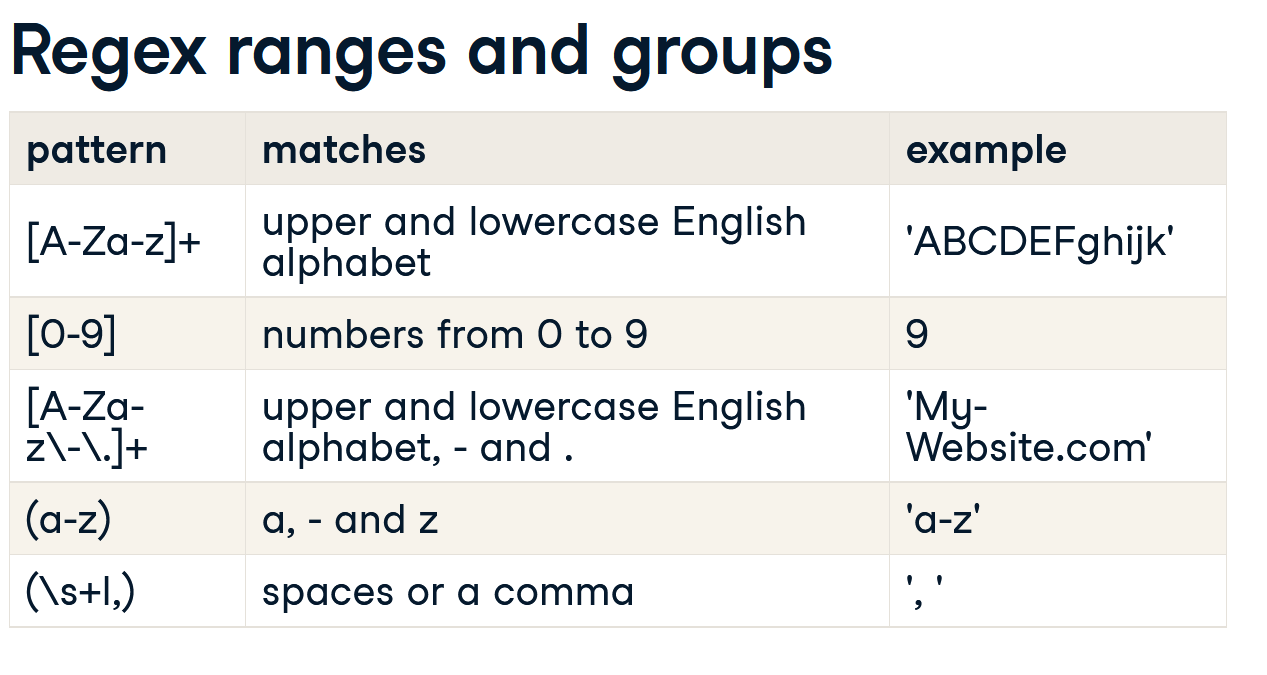 Regex ranges and groups
pattern matches example
[A-Za-z]+ upper and lowercase English alphabet 'ABCDEFghijk'
[0-9] numbers from 0 to 9 9
[A-Za-z\-\.]+ upper and lowercase English alphabet, - and . 'My-Website.com'
(a-z) a, - and z 'a-z'
(\s+l,) spaces or a comma ', '